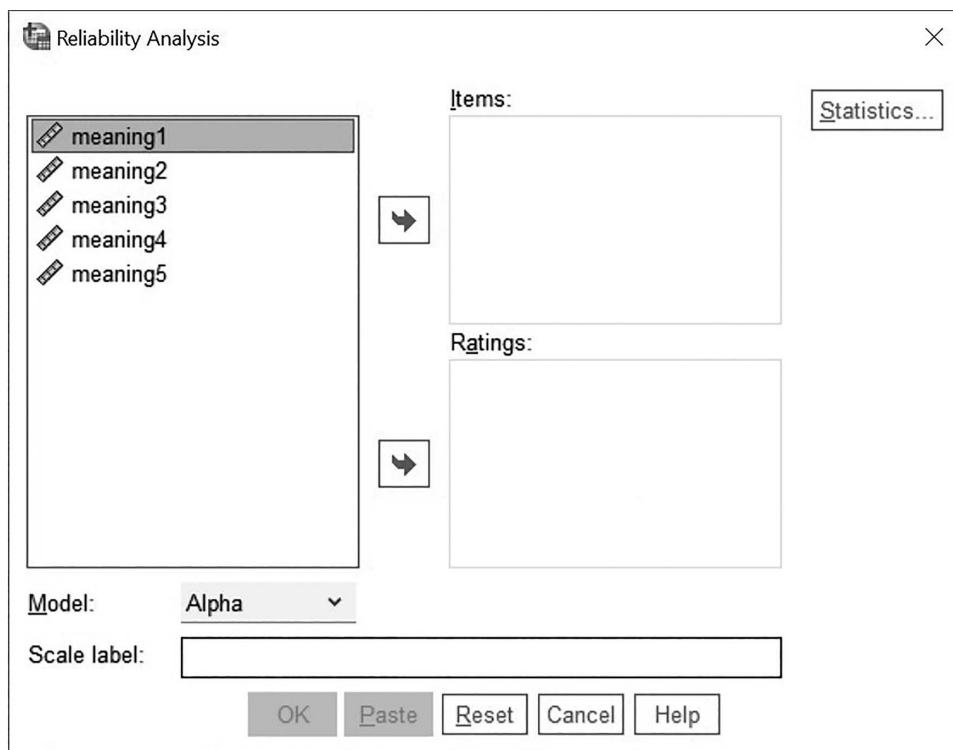 Reliability Analysis
Items:
Statistics...
meaning1
meaning2
meaning3
meaning4
meaning5
Ratings:
Model:
Alpha
Scale label:
OK
Paste
Reset
Cancel
Help